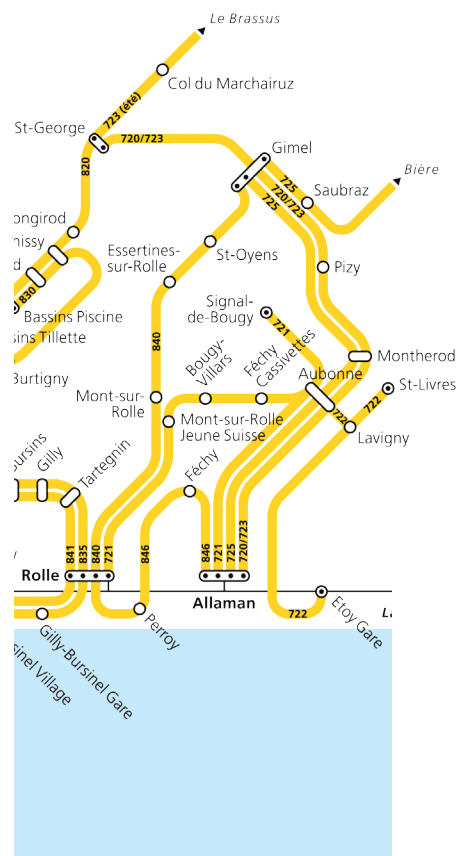 Le Brassus
Col du Marchairuz
723 (été)
St-George
720/723
820
Gimel
Bière
725
720/723
725
Saubraz
ongirod
nissy
d
830
Essertines-
sur-Rolle
St-Oyens
Pizy
Signal-
de-Bougy
721
Bassins Piscine
sins Tillette
840
Bougy-
Villars
Féchy
Cassivettes
Montherod
Aubonne
St-Livres
Burtigny
Mont-sur-
Rolle
722
722
Mont-sur-Rolle
Jeune Suisse
Lavigny
oursins
Gilly
Tartegnin
Féchy
841
835
840
721
846
846
721
725
720/723
Rolle
Allaman
Perroy
722
Etoy Gare
La
Gilly-Bursinel Gare
sinel Village